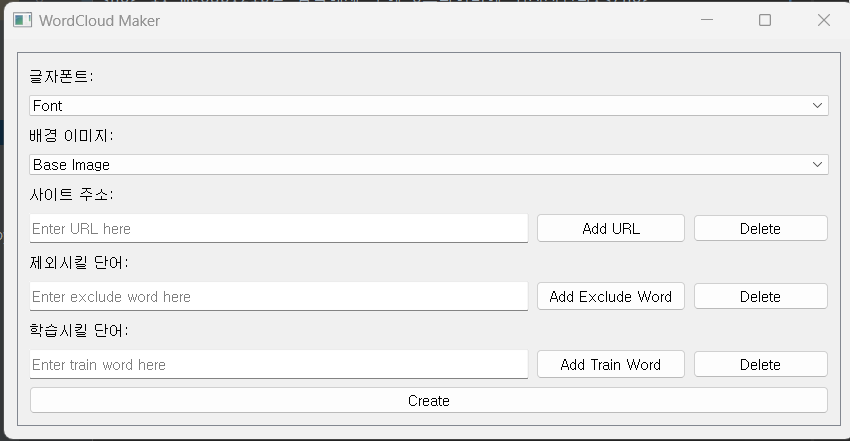 WordCloud Maker
글자폰트:
Font
배경 이미지:
Base Image
사이트 주소:
Enter URL here Add URL Delete
제외시킬 단어:
Enter exclude word here Add Exclude Word Delete
학습시킬 단어:
Enter train word here Add Train Word Delete
Create